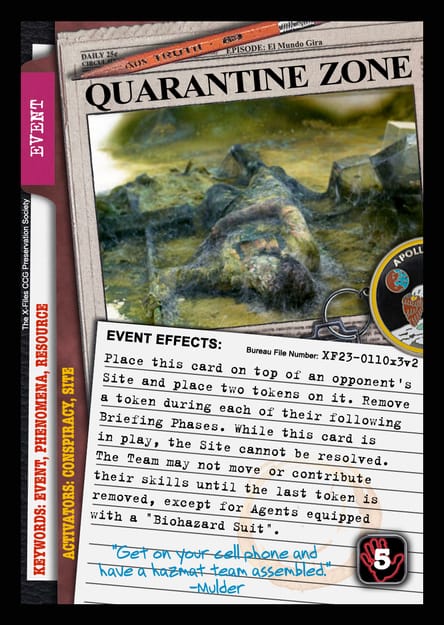 DAILY 25¢
TRUTH
EPISODE: El Mundo Gira
QUARANTINE ZONE
EVENT
The X-Files CCG Preservation Society
KEYWORDS: EVENT, PHENOMENA, RESOURCE
ACTIVATORS: CONSPIRACY, SITE
APOLL
EVENT EFFECTS:
Bureau File Number: XF23-0110x3v2
Place this card on top of an opponent's
Site and place two tokens on it. Remove
a token during each of their following
Briefing Phases. While this card is
in play, the Site cannot be resolved.
The Team may not move or contribute
their skills until the last token is
removed, except for Agents equipped
with a "Biohazard Suit".
"Get on your cell phone and
have a hazmat team assembled."
-Mulder
5